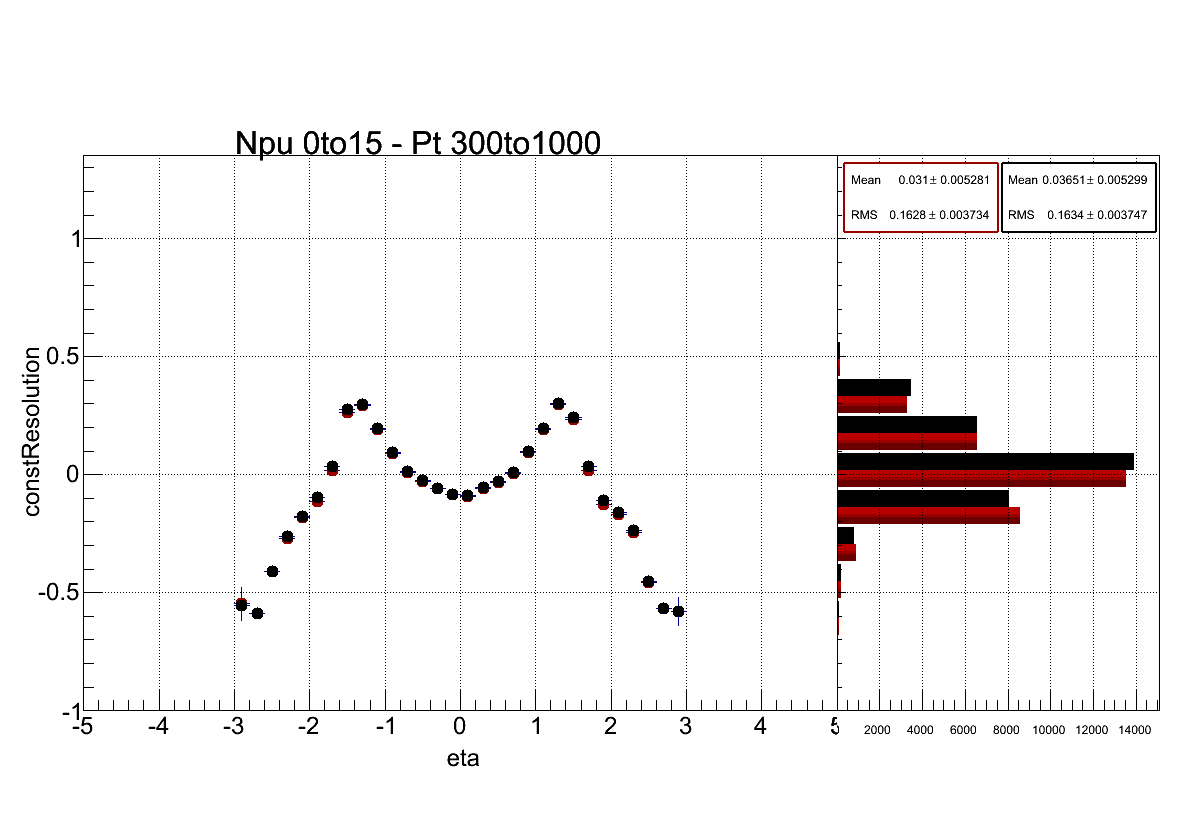 Npu 0to15 - Pt 300to1000
Mean 0.031 ± 0.005281
RMS 0.1628 ± 0.003734
Mean 0.03651 ± 0.005299
RMS 0.1634 ± 0.003747
constResolution
1
0.5
0
-0.5
-1
-5 -4 -3 -2 -1 0 1 2 3 4 5
eta
2000 4000 6000 8000 10000 12000 14000